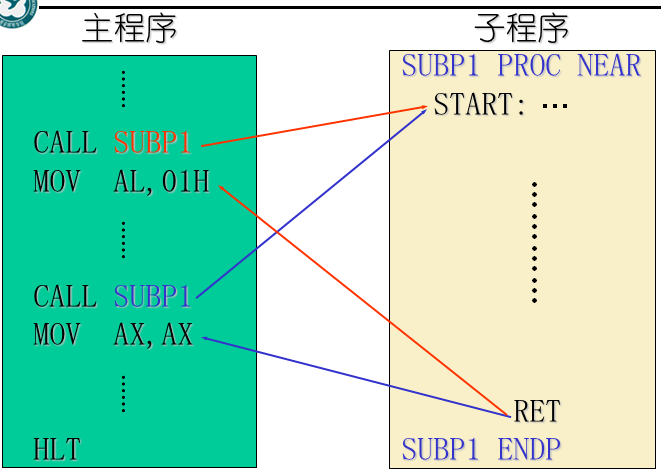 主程序
CALL SUBP1
MOV AL,01H
CALL SUBP1
MOV AX,AX
HLT
子程序
SUBP1 PROC NEAR
START: …
RET
SUBP1 ENDP